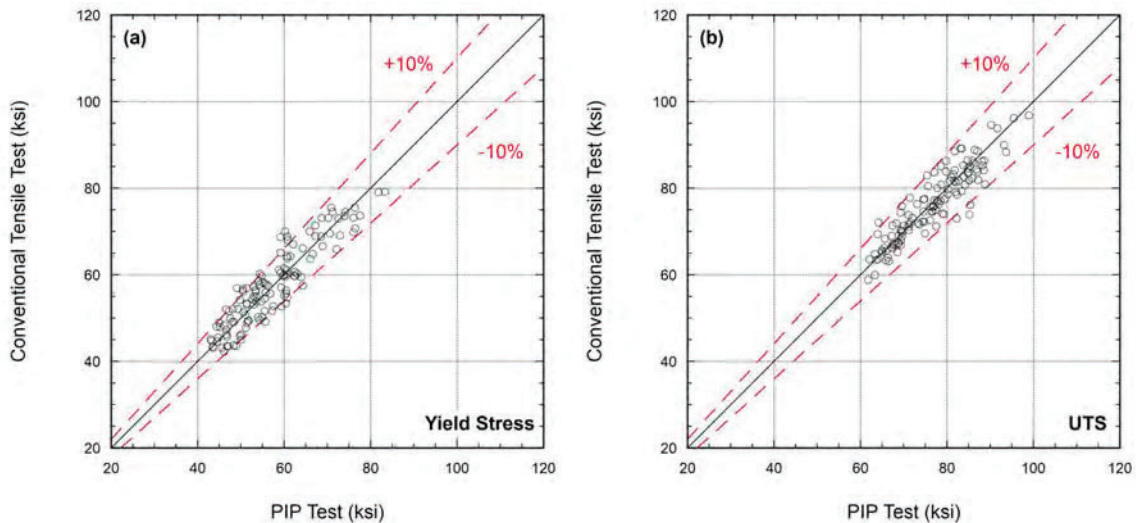 (a)
+10%
-10%
Yield Stress
120
100
80
60
40
20
20 40 60 80 100 120
Conventional Tensile Test (ksi)
PIP Test (ksi)
(b)
+10%
-10%
UTS
120
100
80
60
40
20
20 40 60 80 100 120
Conventional Tensile Test (ksi)
PIP Test (ksi)